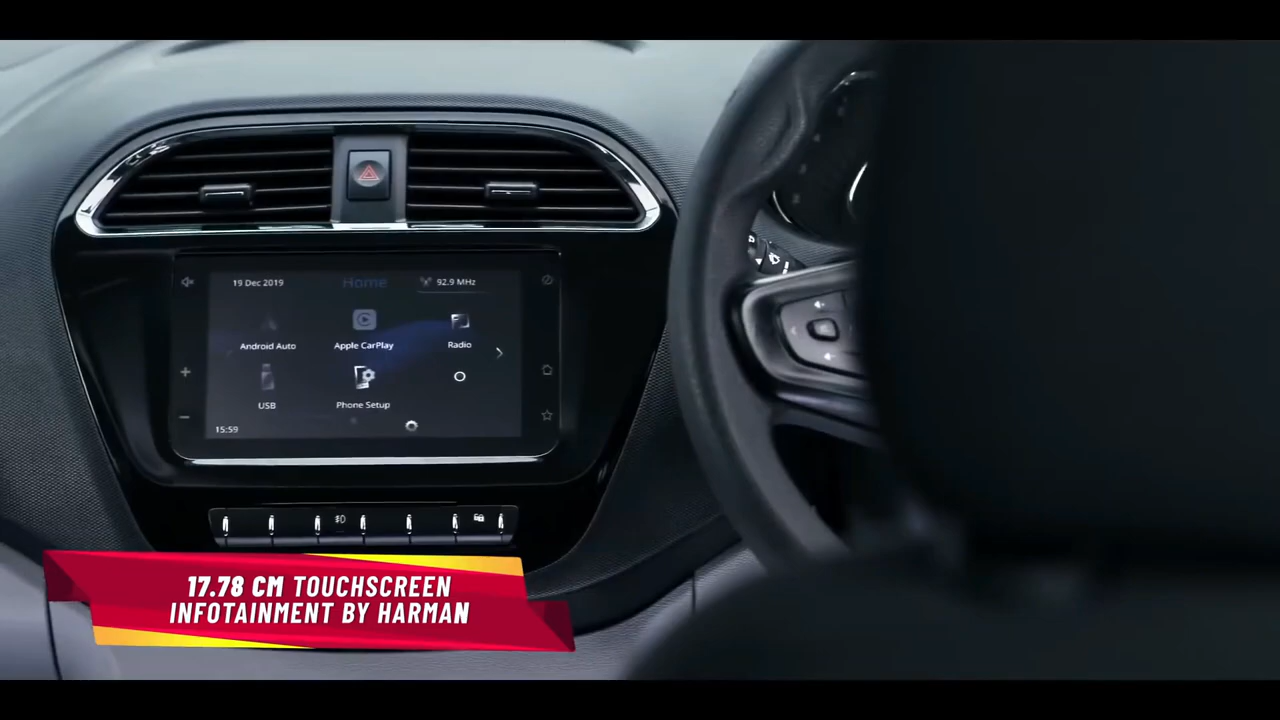 19 Dec 2019 Home 92.9 MHz
Android Auto Apple CarPlay Radio
USB Phone Setup
15:59
17.78 CM TOUCHSCREEN
INFOTAINMENT BY HARMAN